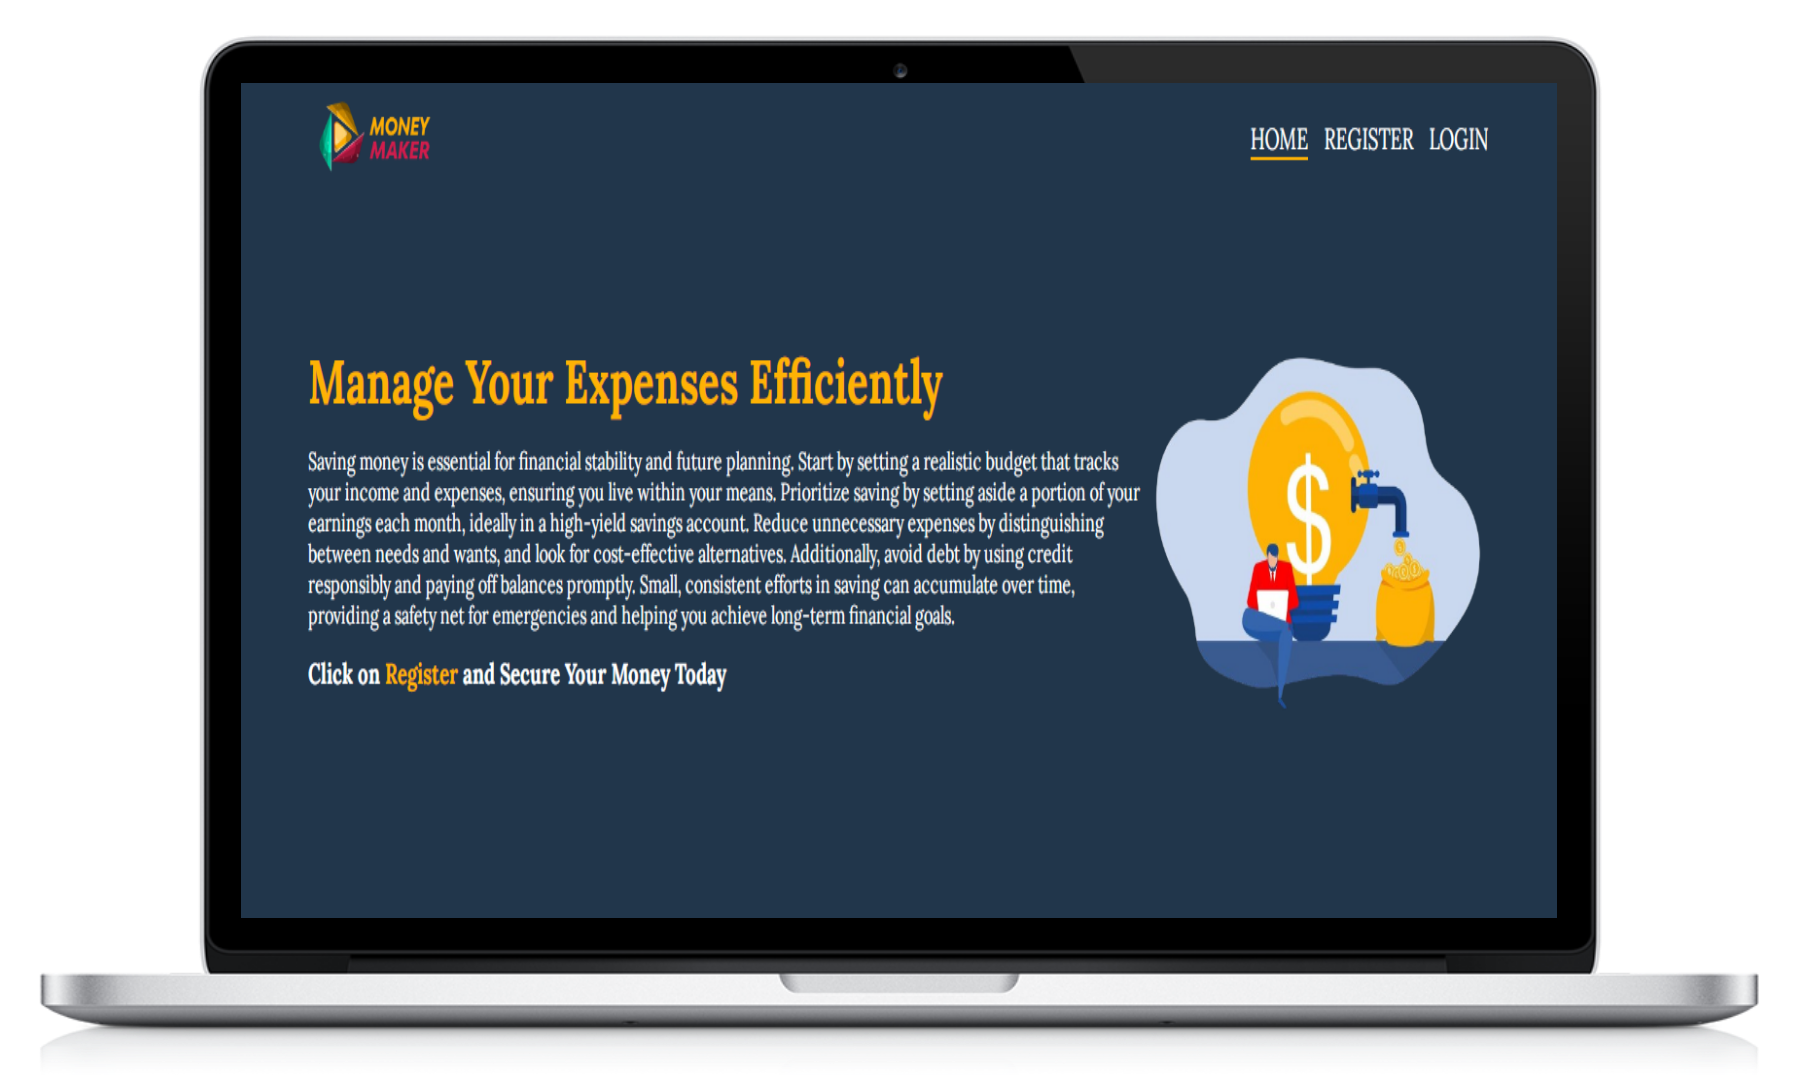 MONEY
MAKER
HOME REGISTER LOGIN
Manage Your Expenses Efficiently
Saving money is essential for financial stability and future planning. Start by setting a realistic budget that tracks
your income and expenses, ensuring you live within your means. Prioritize saving by setting aside a portion of your
earnings each month, ideally in a high-yield savings account. Reduce unnecessary expenses by distinguishing
between needs and wants, and look for cost-effective alternatives. Additionally, avoid debt by using credit
responsibly and paying off balances promptly. Small, consistent efforts in saving can accumulate over time,
providing a safety net for emergencies and helping you achieve long-term financial goals.
$
Click on Register and Secure Your Money Today